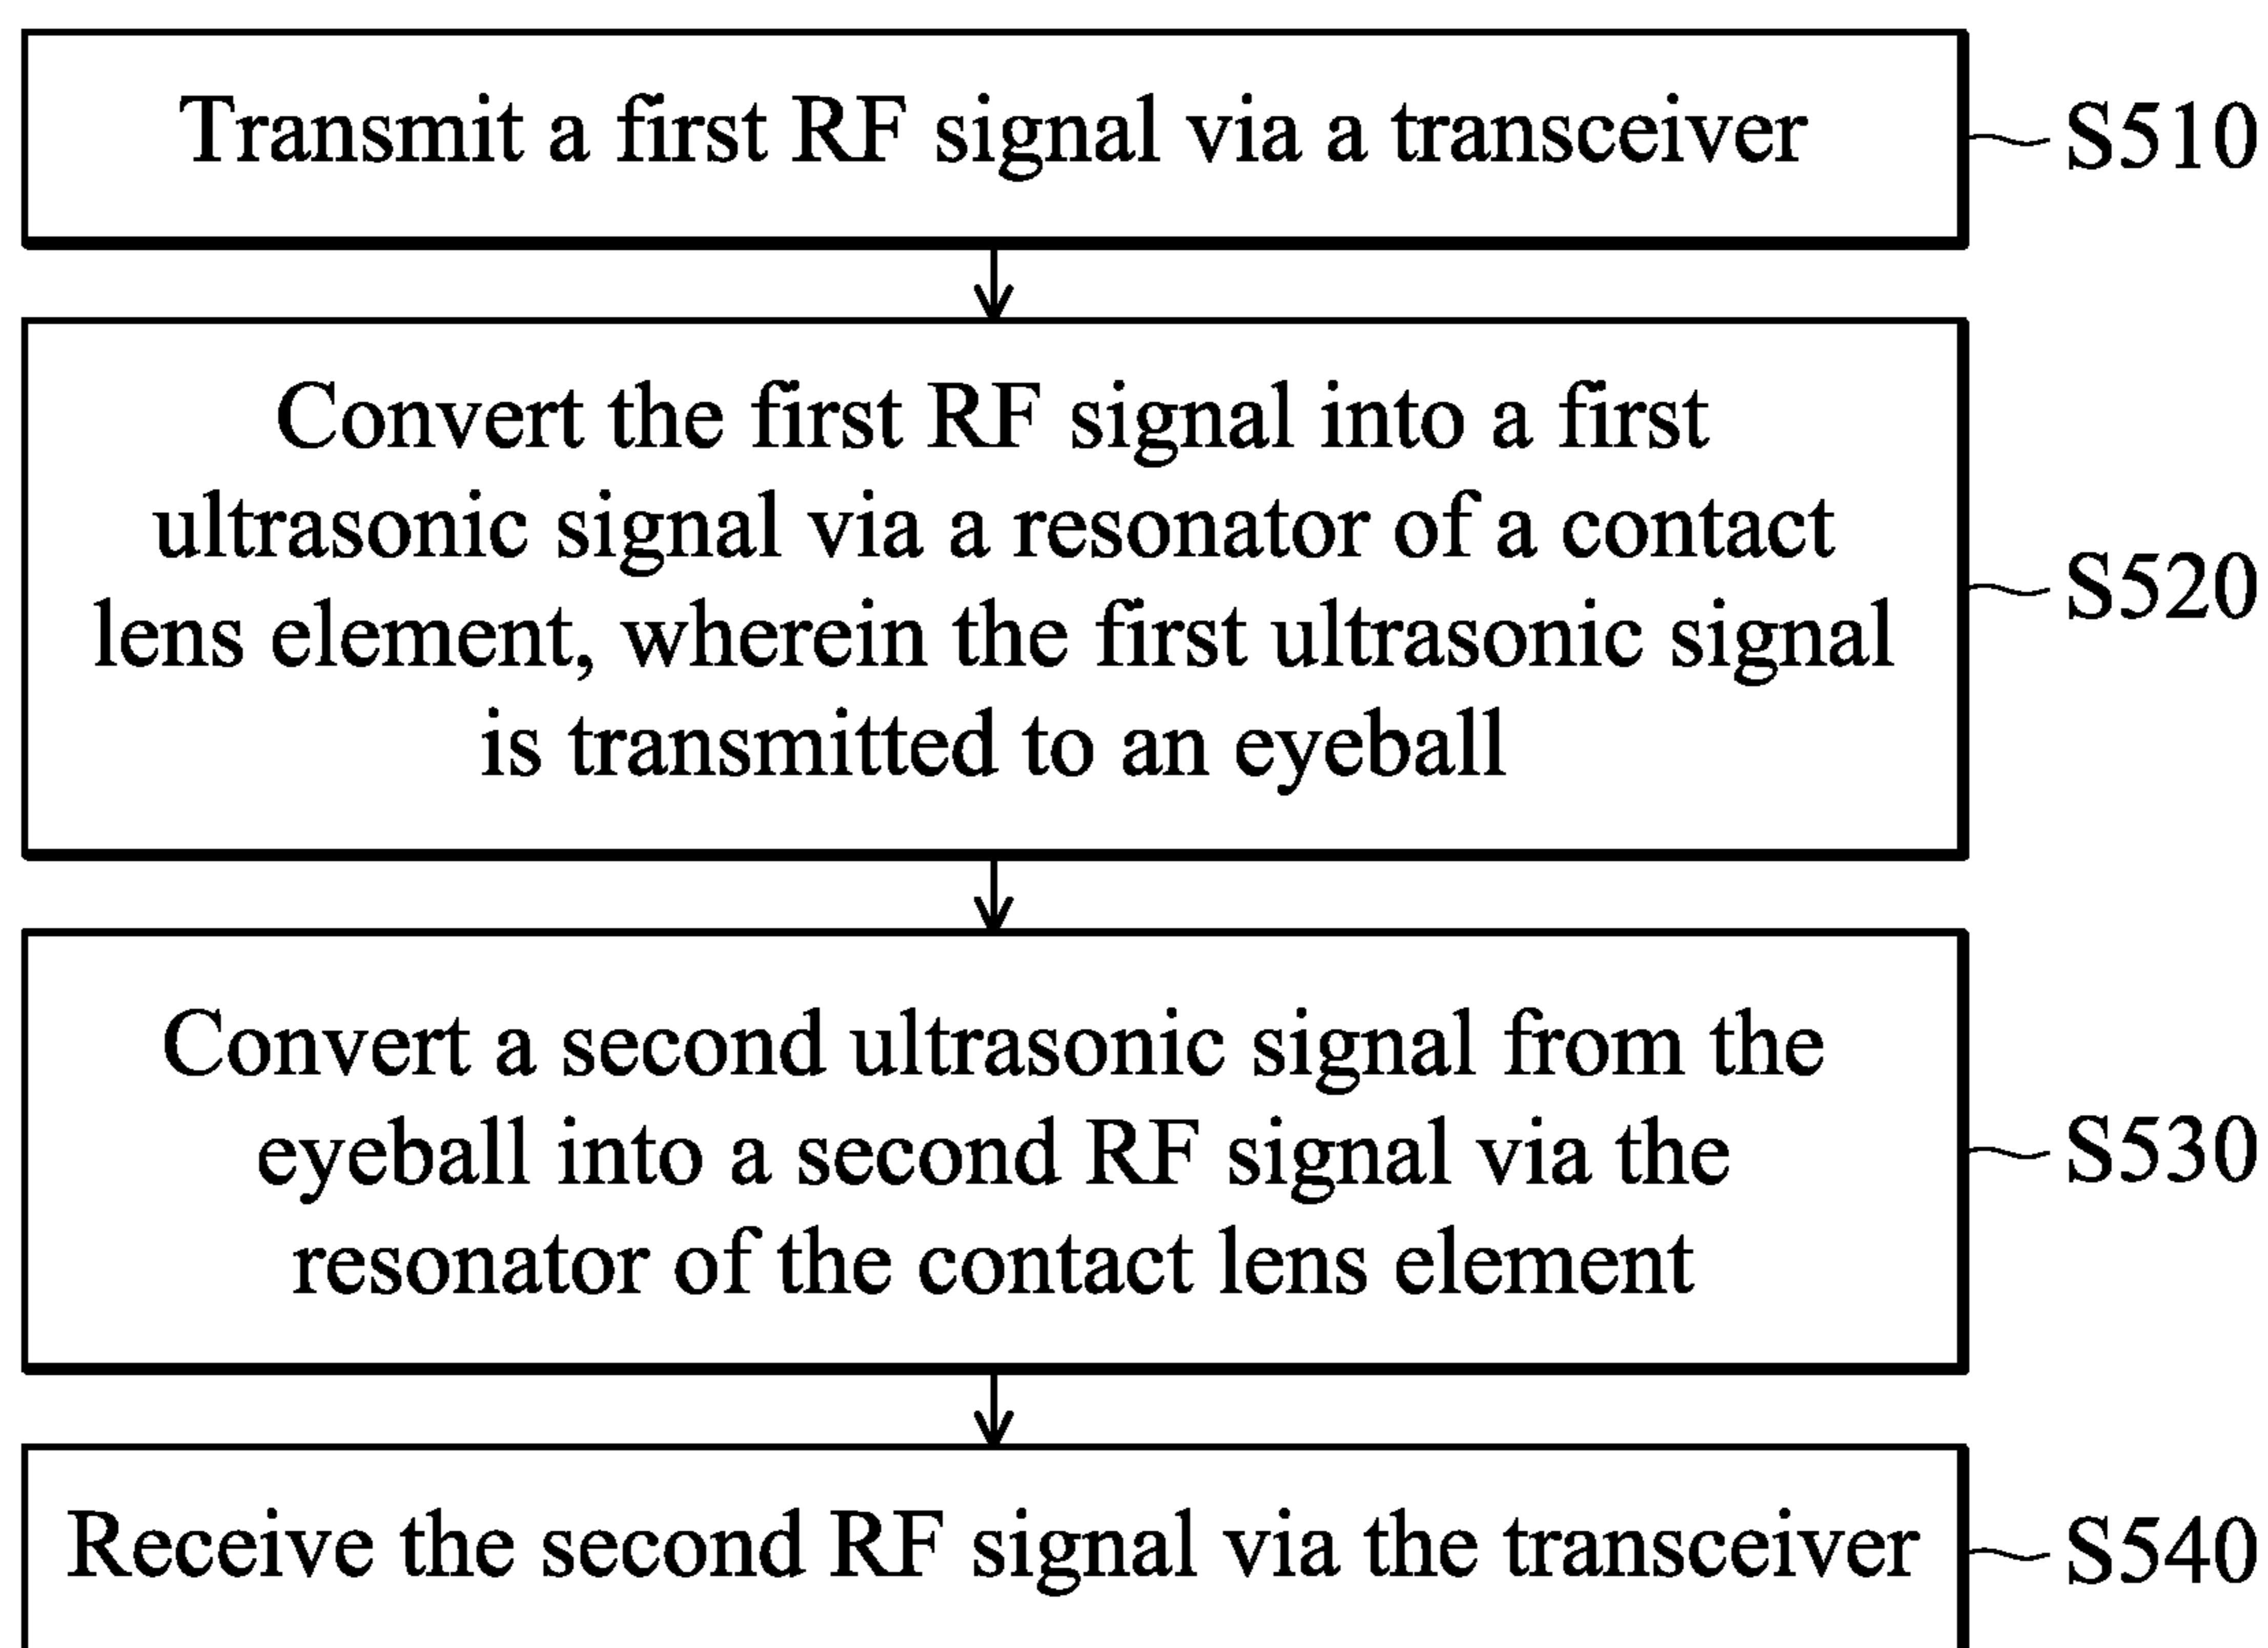 Transmit a first RF signal via a transceiver
S510
Convert the first RF signal into a first
ultrasonic signal via a resonator of a contact
lens element, wherein the first ultrasonic signal
is transmitted to an eyeball
S520
Convert a second ultrasonic signal from the
eyeball into a second RF signal via the
resonator of the contact lens element
S530
Receive the second RF signal via the transceiver
S540